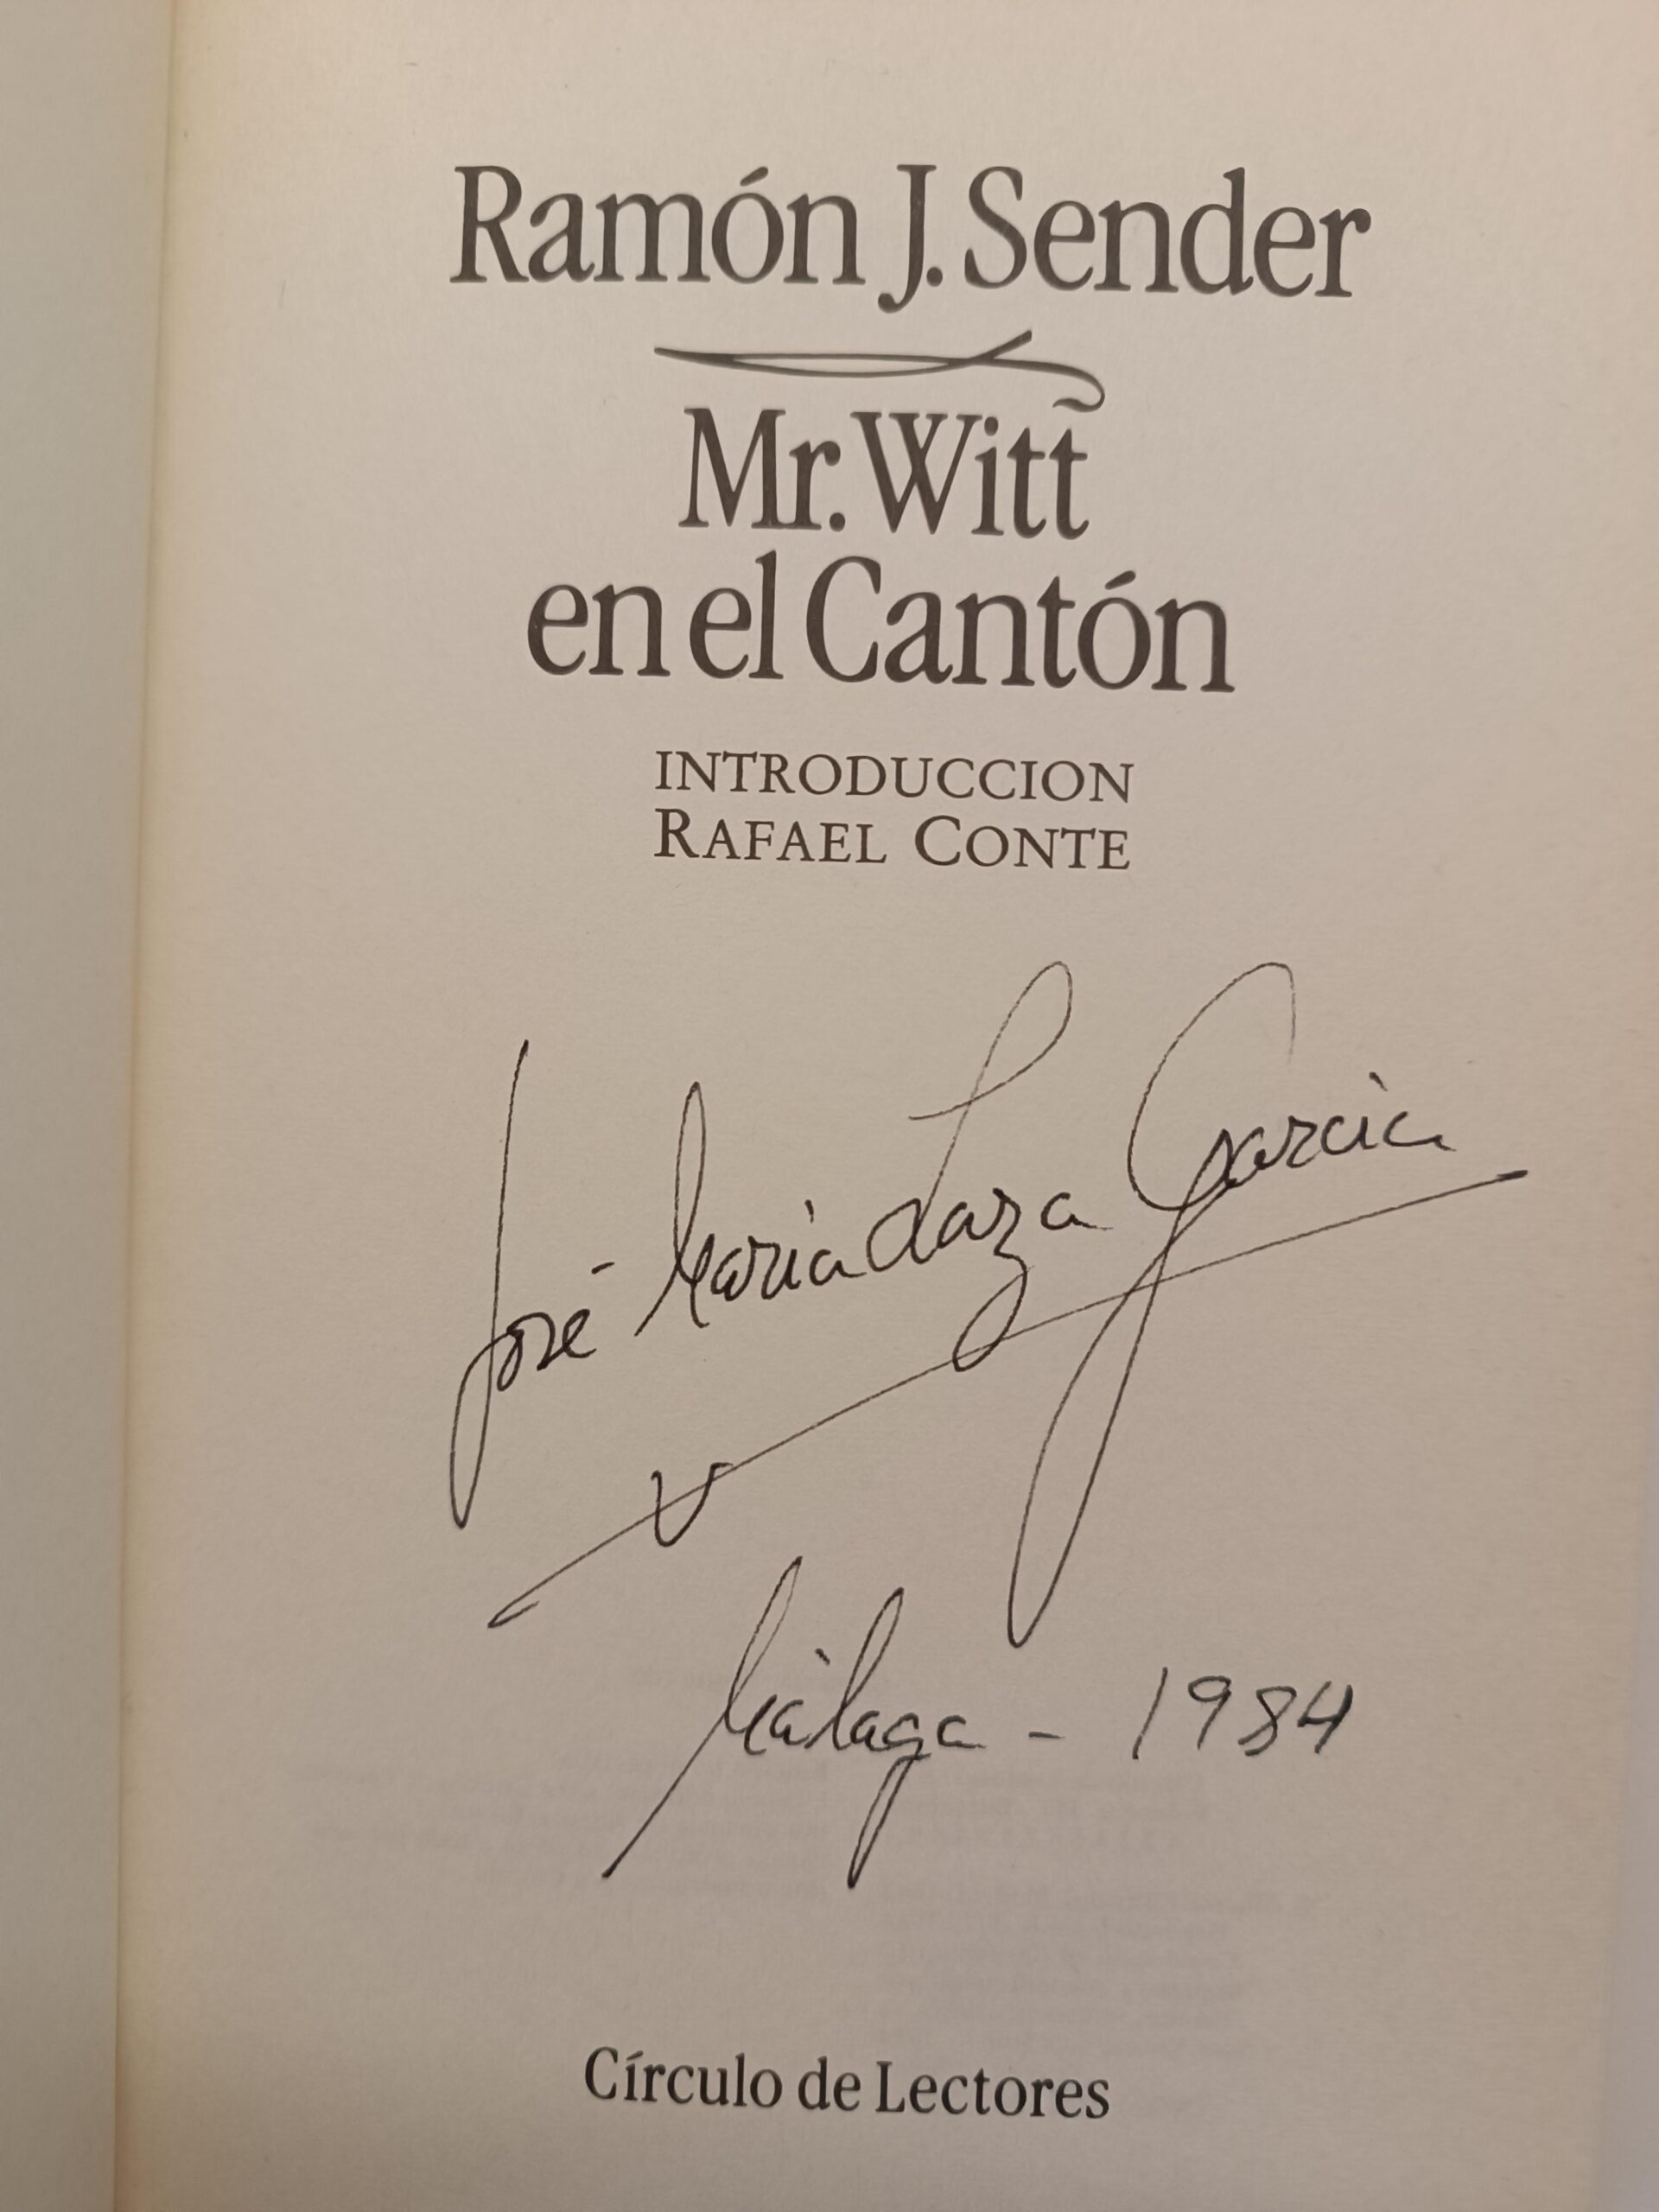 Ramón J. Sender
Mr. Witt
en el Cantón
INTRODUCCION
RAFAEL CONTE
José María Laza García
Málaga - 1984
Círculo de Lectores